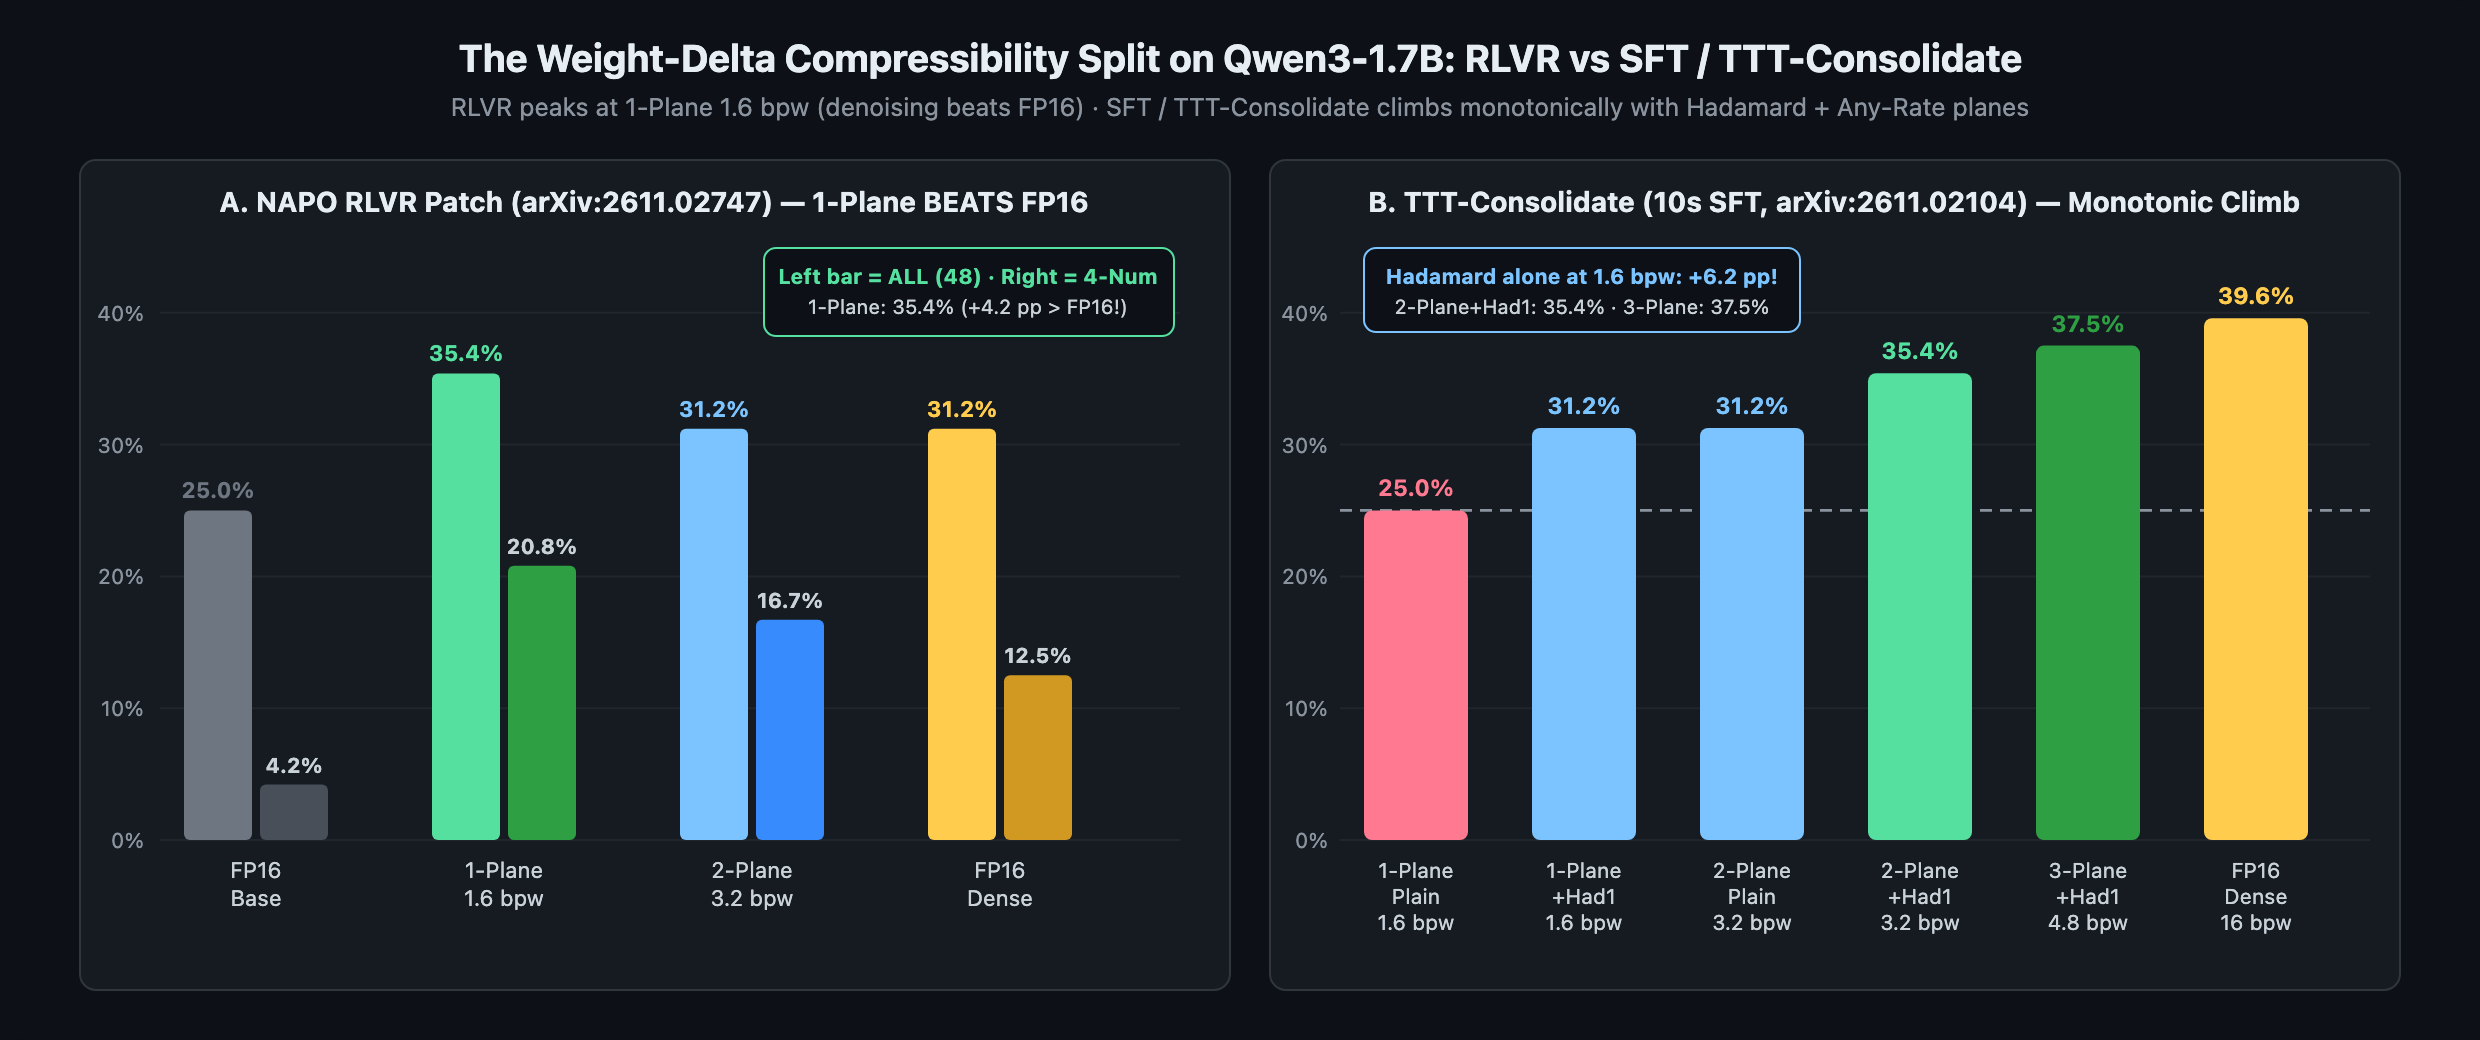 The Weight-Delta Compressibility Split on Qwen3-1.7B: RLVR vs SFT / TTT-Consolidate
RLVR peaks at 1-Plane 1.6 bpw (denoising beats FP16) · SFT / TTT-Consolidate climbs monotonically with Hadamard + Any-Rate planes
A. NAPO RLVR Patch (arXiv:2611.02747) — 1-Plane BEATS FP16
Left bar = ALL (48) · Right = 4-Num
1-Plane: 35.4% (+4.2 pp > FP16!)
40%
30%
20%
10%
0%
25.0%
4.2%
35.4%
20.8%
31.2%
16.7%
31.2%
12.5%
FP16
Base
1-Plane
1.6 bpw
2-Plane
3.2 bpw
FP16
Dense
B. TTT-Consolidate (10s SFT, arXiv:2611.02104) — Monotonic Climb
Hadamard alone at 1.6 bpw: +6.2 pp!
2-Plane+Had1: 35.4% · 3-Plane: 37.5%
40%
30%
20%
10%
0%
25.0%
31.2%
31.2%
35.4%
37.5%
39.6%
1-Plane
Plain
1.6 bpw
1-Plane
+Had1
1.6 bpw
2-Plane
Plain
3.2 bpw
2-Plane
+Had1
3.2 bpw
3-Plane
+Had1
4.8 bpw
FP16
Dense
16 bpw